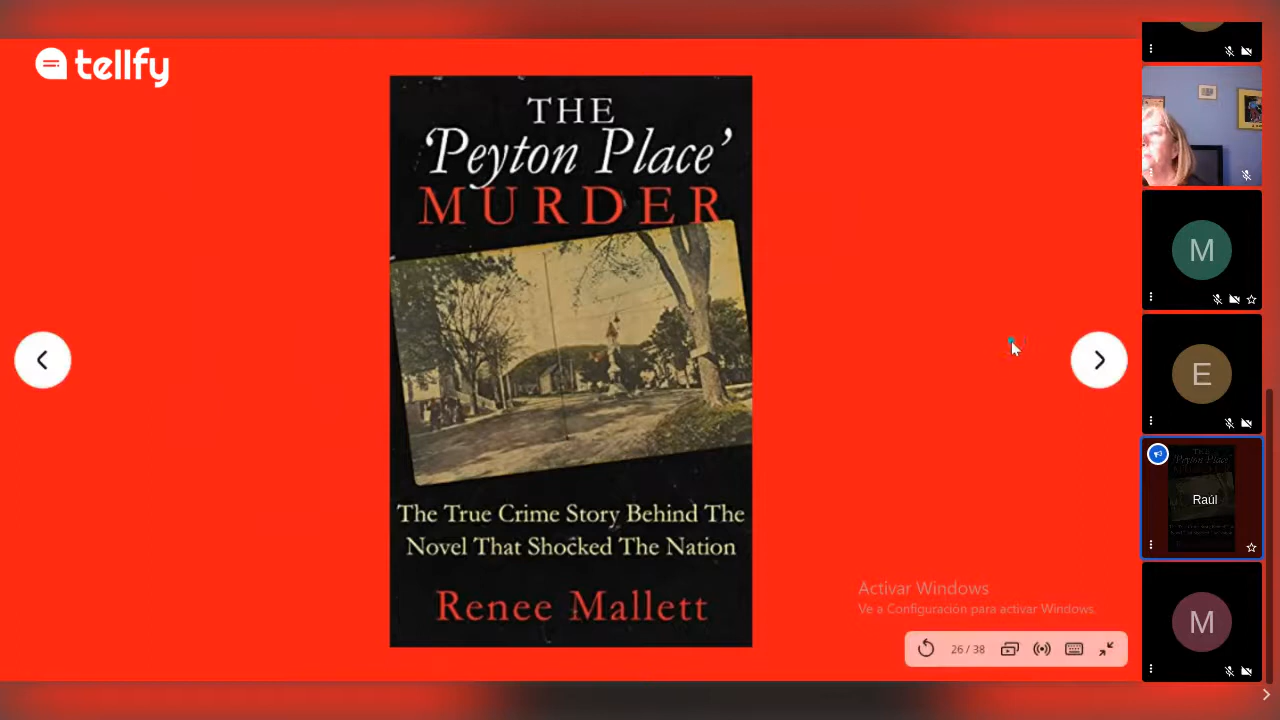 tellfy
THE
‘Peyton Place’
MURDER
The True Crime Story Behind The
Novel That Shocked The Nation
Renee Mallett
Activar Windows
Ve a Configuración para activar Windows.
26 / 38
M
E
Raúl
M